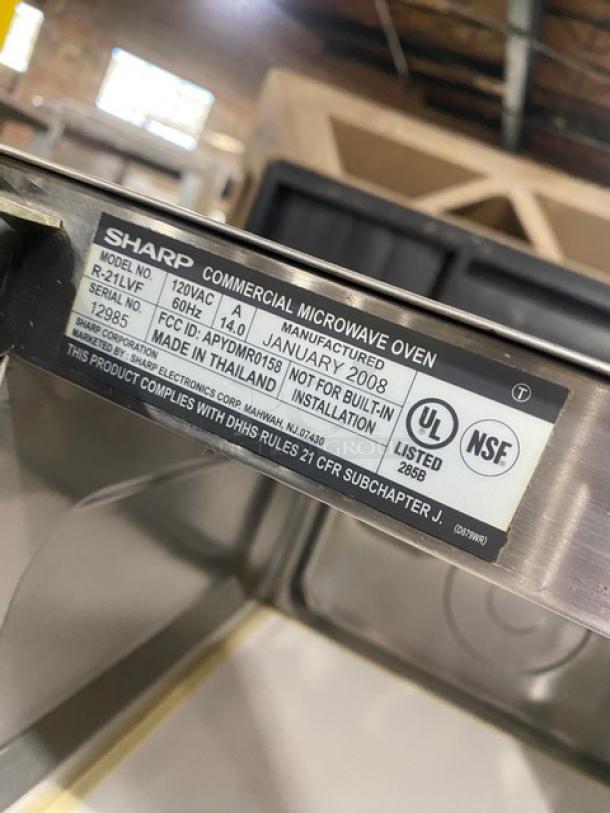 SHARP COMMERCIAL MICROWAVE OVEN
MODEL NO.
R-21LVF
120VAC
60Hz
A
14.0
MANUFACTURED
JANUARY 2008
SERIAL NO.
12985
FCC ID: APYDMR0158
MADE IN THAILAND
NOT FOR BUILT-IN
INSTALLATION
SHARP CORPORATION
MARKETED BY : SHARP ELECTRONICS CORP. MAHWAH, NJ.07430
THIS PRODUCT COMPLIES WITH DHHS RULES 21 CFR SUBCHAPTER J.
T
UL
LISTED
285B
NSF
(D879WR)